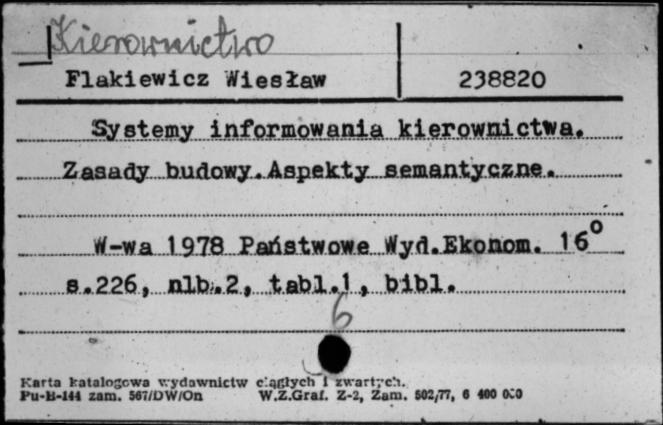 Kierownictwo
Flakiewicz Wiesław 238820
Systemy informowania kierownictwa.
Zasady budowy.Aspekty semantyczne.
W-wa 1978 Państwowe Wyd.Ekonom. 16°
s.226, nlb.2, tabl.1, bibl.
6
Karta katalogowa wydawnictw ciągłych i zwartych.
Pu-B-144 zam. 567/DW/On W.Z.Graf. Z-2, Zam. 502/77, 6 400 000